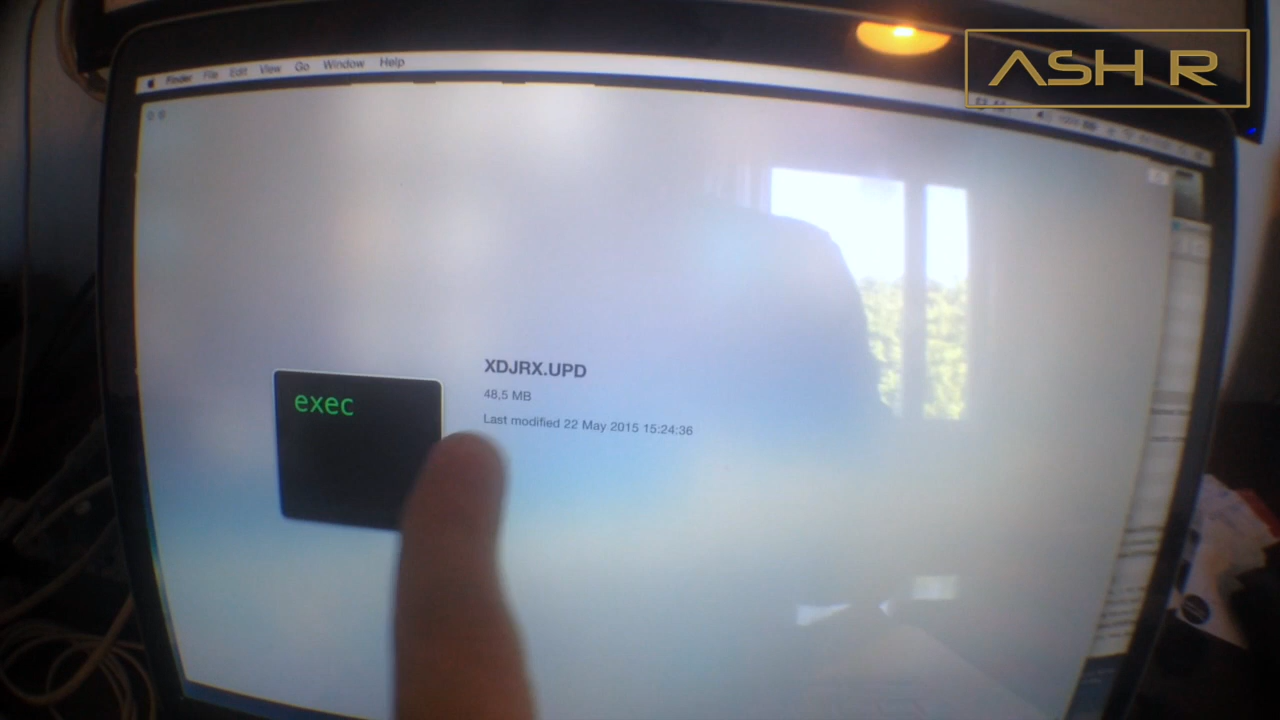 ASH R
Finder File Edit View Go Window Help
100%
exec
XDJRX.UPD
48,5 MB
Last modified 22 May 2015 15:24:36